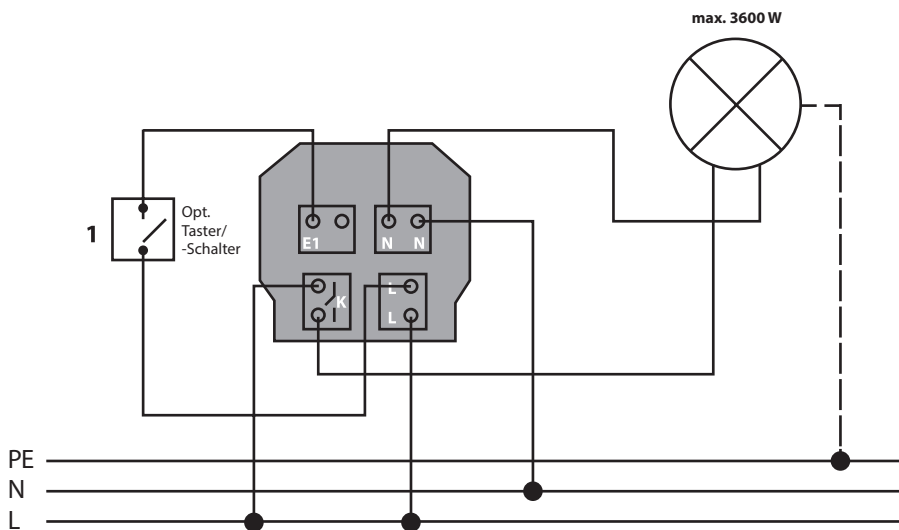 max. 3600 W
1
Opt.
Taster/
-Schalter
E1
N N
K
L
L
PE
N
L